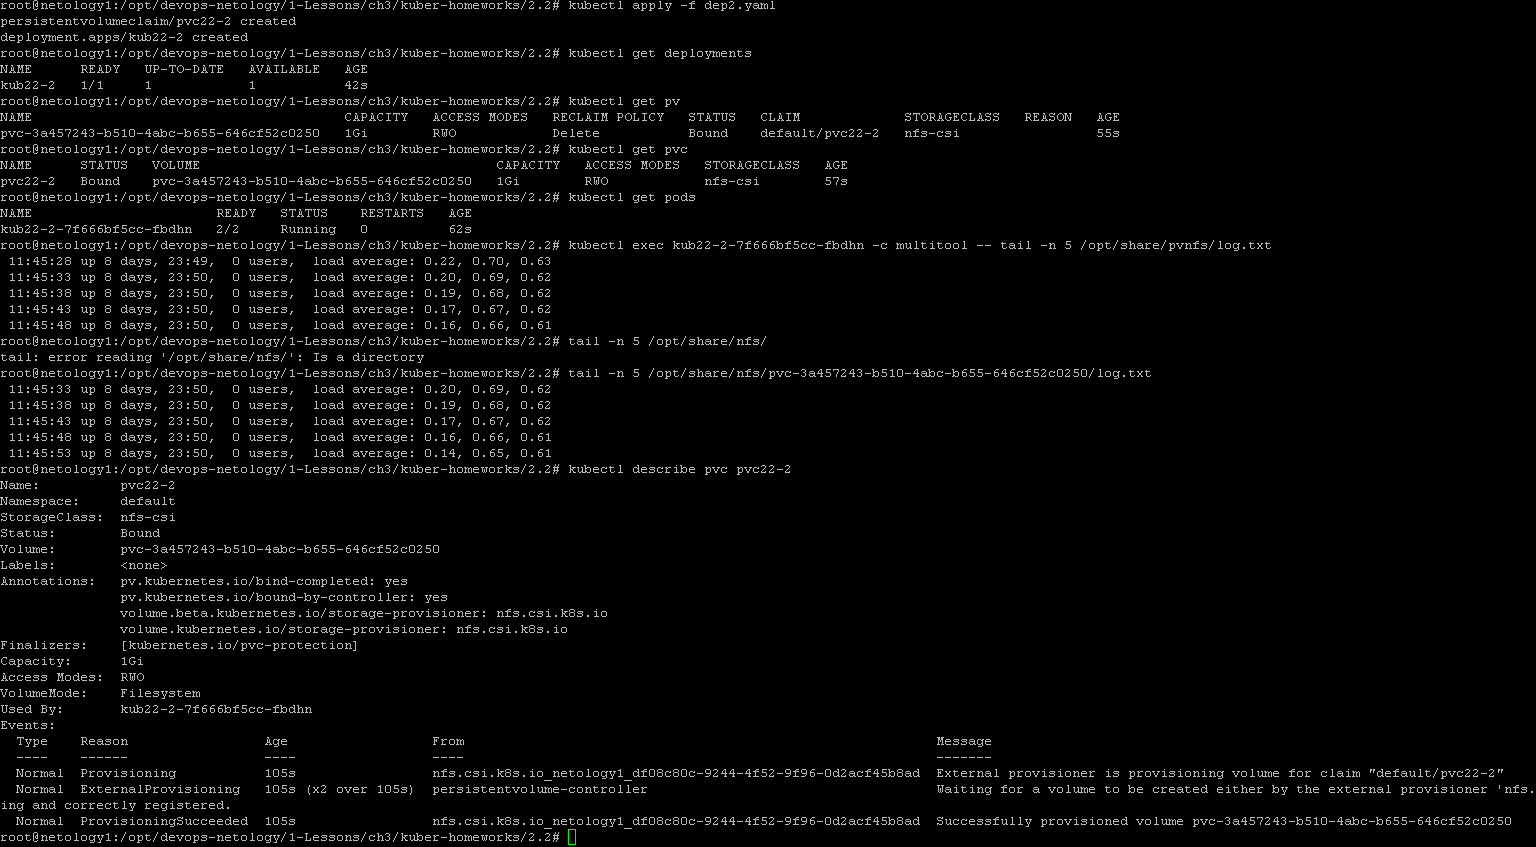 root@netology1:/opt/devops-netology/1-Lessons/ch3/kuber-homeworks/2.2# kubectl apply -f dep2.yaml
persistentvolumeclaim/pvc22-2 created
deployment.apps/kub22-2 created
root@netology1:/opt/devops-netology/1-Lessons/ch3/kuber-homeworks/2.2# kubectl get deployments
NAME      READY   UP-TO-DATE   AVAILABLE   AGE
kub22-2   1/1     1            1           42s
root@netology1:/opt/devops-netology/1-Lessons/ch3/kuber-homeworks/2.2# kubectl get pv
NAME                                       CAPACITY   ACCESS MODES   RECLAIM POLICY   STATUS   CLAIM             STORAGECLASS   REASON   AGE
pvc-3a457243-b510-4abc-b655-646cf52c0250   1Gi        RWO            Delete           Bound    default/pvc22-2   nfs-csi                 55s
root@netology1:/opt/devops-netology/1-Lessons/ch3/kuber-homeworks/2.2# kubectl get pvc
NAME      STATUS   VOLUME                                     CAPACITY   ACCESS MODES   STORAGECLASS   AGE
pvc22-2   Bound    pvc-3a457243-b510-4abc-b655-646cf52c0250   1Gi        RWO            nfs-csi        57s
root@netology1:/opt/devops-netology/1-Lessons/ch3/kuber-homeworks/2.2# kubectl get pods
NAME                       READY   STATUS    RESTARTS   AGE
kub22-2-7f666bf5cc-fbdhn   2/2     Running   0          62s
root@netology1:/opt/devops-netology/1-Lessons/ch3/kuber-homeworks/2.2# kubectl exec kub22-2-7f666bf5cc-fbdhn -c multitool -- tail -n 5 /opt/share/pvnfs/log.txt
 11:45:28 up 8 days, 23:49,  0 users,  load average: 0.22, 0.70, 0.63
 11:45:33 up 8 days, 23:50,  0 users,  load average: 0.20, 0.69, 0.62
 11:45:38 up 8 days, 23:50,  0 users,  load average: 0.19, 0.68, 0.62
 11:45:43 up 8 days, 23:50,  0 users,  load average: 0.17, 0.67, 0.62
 11:45:48 up 8 days, 23:50,  0 users,  load average: 0.16, 0.66, 0.61
root@netology1:/opt/devops-netology/1-Lessons/ch3/kuber-homeworks/2.2# tail -n 5 /opt/share/nfs/
tail: error reading '/opt/share/nfs/': Is a directory
root@netology1:/opt/devops-netology/1-Lessons/ch3/kuber-homeworks/2.2# tail -n 5 /opt/share/nfs/pvc-3a457243-b510-4abc-b655-646cf52c0250/log.txt
 11:45:33 up 8 days, 23:50,  0 users,  load average: 0.20, 0.69, 0.62
 11:45:38 up 8 days, 23:50,  0 users,  load average: 0.19, 0.68, 0.62
 11:45:43 up 8 days, 23:50,  0 users,  load average: 0.17, 0.67, 0.62
 11:45:48 up 8 days, 23:50,  0 users,  load average: 0.16, 0.66, 0.61
 11:45:53 up 8 days, 23:50,  0 users,  load average: 0.14, 0.65, 0.61
root@netology1:/opt/devops-netology/1-Lessons/ch3/kuber-homeworks/2.2# kubectl describe pvc pvc22-2
Name:          pvc22-2
Namespace:     default
StorageClass:  nfs-csi
Status:        Bound
Volume:        pvc-3a457243-b510-4abc-b655-646cf52c0250
Labels:        <none>
Annotations:   pv.kubernetes.io/bind-completed: yes
               pv.kubernetes.io/bound-by-controller: yes
               volume.beta.kubernetes.io/storage-provisioner: nfs.csi.k8s.io
               volume.kubernetes.io/storage-provisioner: nfs.csi.k8s.io
Finalizers:    [kubernetes.io/pvc-protection]
Capacity:      1Gi
Access Modes:  RWO
VolumeMode:    Filesystem
Used By:       kub22-2-7f666bf5cc-fbdhn
Events:
  Type    Reason                 Age                  From                                                           Message
  ----    ------                 ----                 ----                                                           -------
  Normal  Provisioning           105s                 nfs.csi.k8s.io_netology1_df08c80c-9244-4f52-9f96-0d2acf45b8ad  External provisioner is provisioning volume for claim "default/pvc22-2"
  Normal  ExternalProvisioning   105s (x2 over 105s)  persistentvolume-controller                                    Waiting for a volume to be created either by the external provisioner 'nfs.
ing and correctly registered.
  Normal  ProvisioningSucceeded  105s                 nfs.csi.k8s.io_netology1_df08c80c-9244-4f52-9f96-0d2acf45b8ad  Successfully provisioned volume pvc-3a457243-b510-4abc-b655-646cf52c0250
root@netology1:/opt/devops-netology/1-Lessons/ch3/kuber-homeworks/2.2#